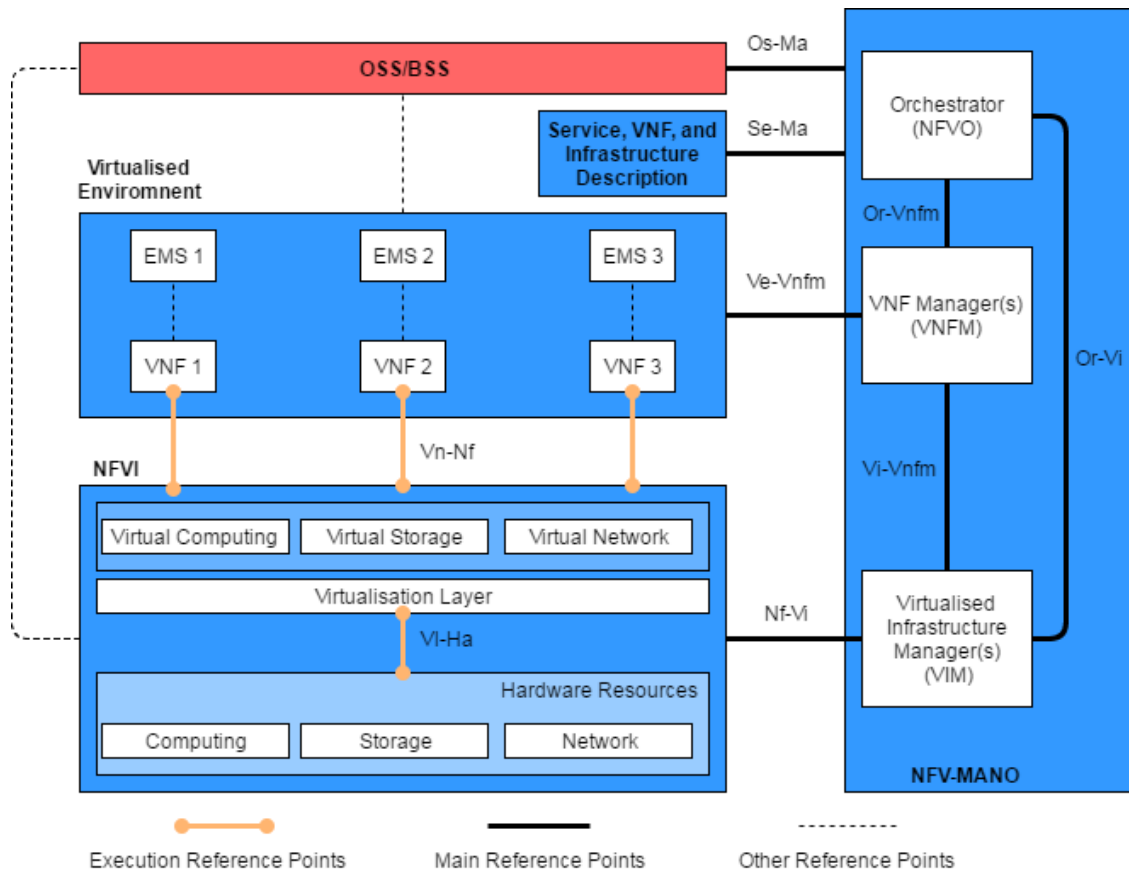 Os-Ma
OSS/BSS
Orchestrator
(NFVO)
Service, VNF, and
Infrastructure
Description
Se-Ma
Virtualised
Enviromnent
Or-Vnfm
EMS 1
EMS 2
EMS 3
Ve-Vnfm
VNF Manager(s)
(VNFM)
VNF 1
VNF 2
VNF 3
Or-Vi
Vn-Nf
Vi-Vnfm
NFVI
Virtual Computing
Virtual Storage
Virtual Network
Virtualisation Layer
Nf-Vi
Virtualised
Infrastructure
Manager(s)
(VIM)
Vl-Ha
Hardware Resources
Computing
Storage
Network
NFV-MANO
Execution Reference Points
Main Reference Points
Other Reference Points